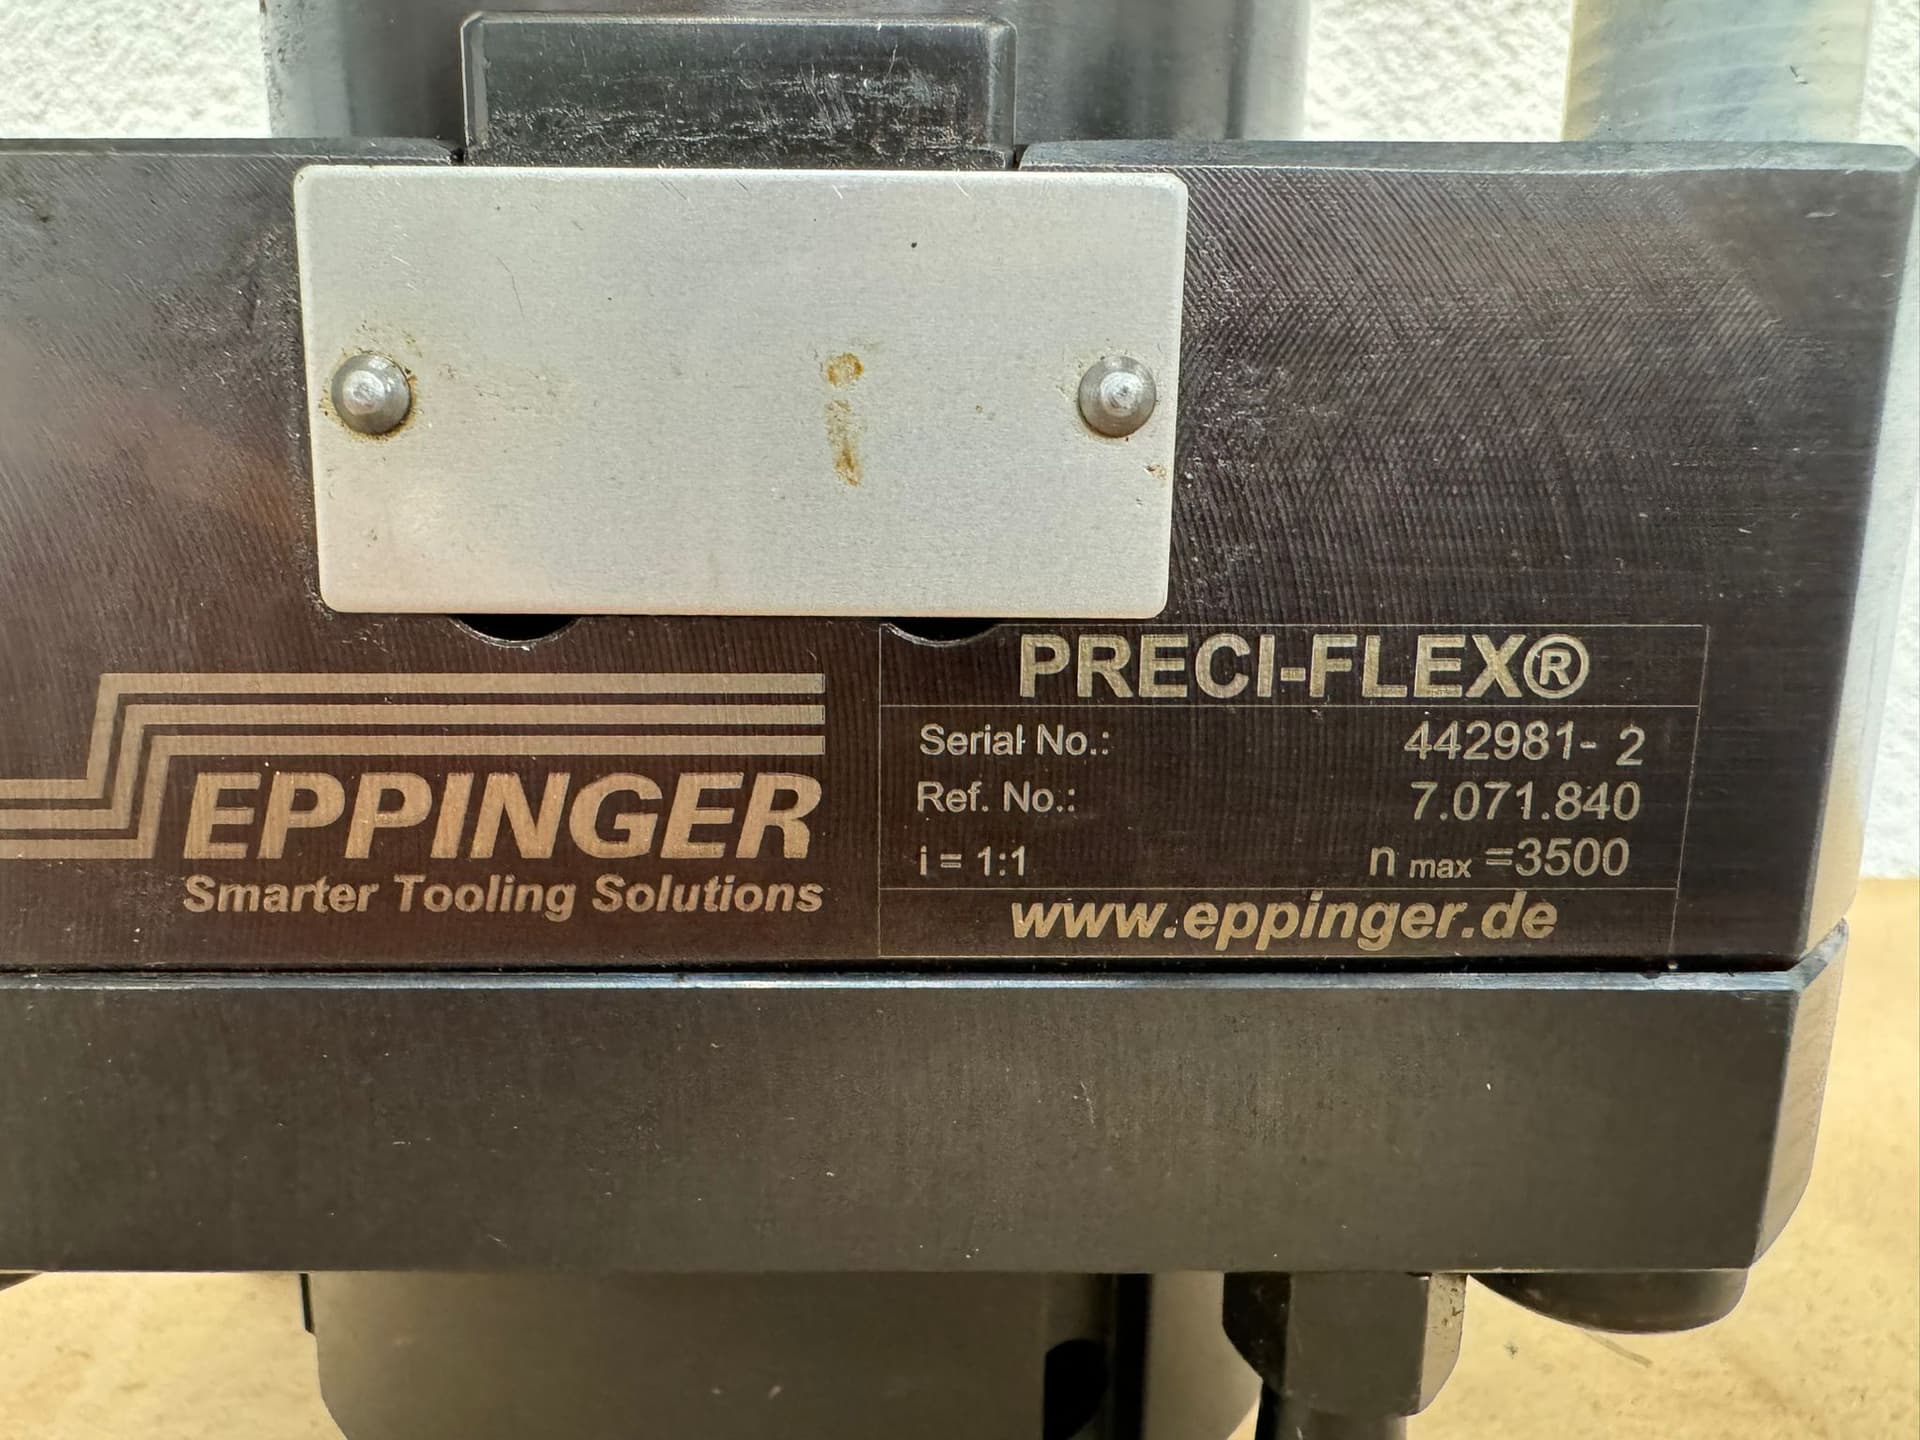 EPPINGER
Smarter Tooling Solutions
PRECI-FLEX®
Serial No.: 442981- 2
Ref. No.: 7.071.840
i = 1:1 n max =3500
www.eppinger.de